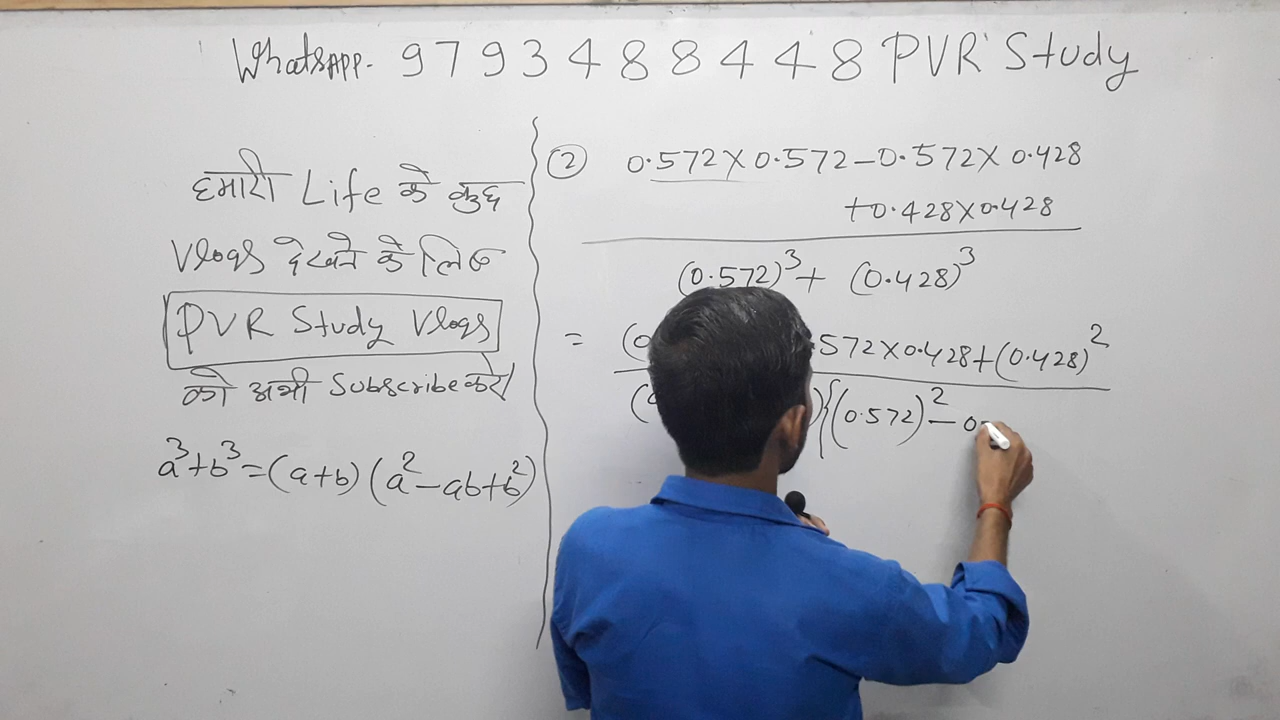 WhatsAPP. 9793488448 PVR Study
हमारी Life के कुछ
Vlogs देखने के लिए
PVR Study Vlogs
को अभी Subscribe करें
a³+b³=(a+b)(a²-ab+b²)
② 0.572×0.572-0.572×0.428
+0.428×0.428
(0.572)³+(0.428)³
= (0 .572×0.428+(0.428)²
( ){(0.572)²-0.